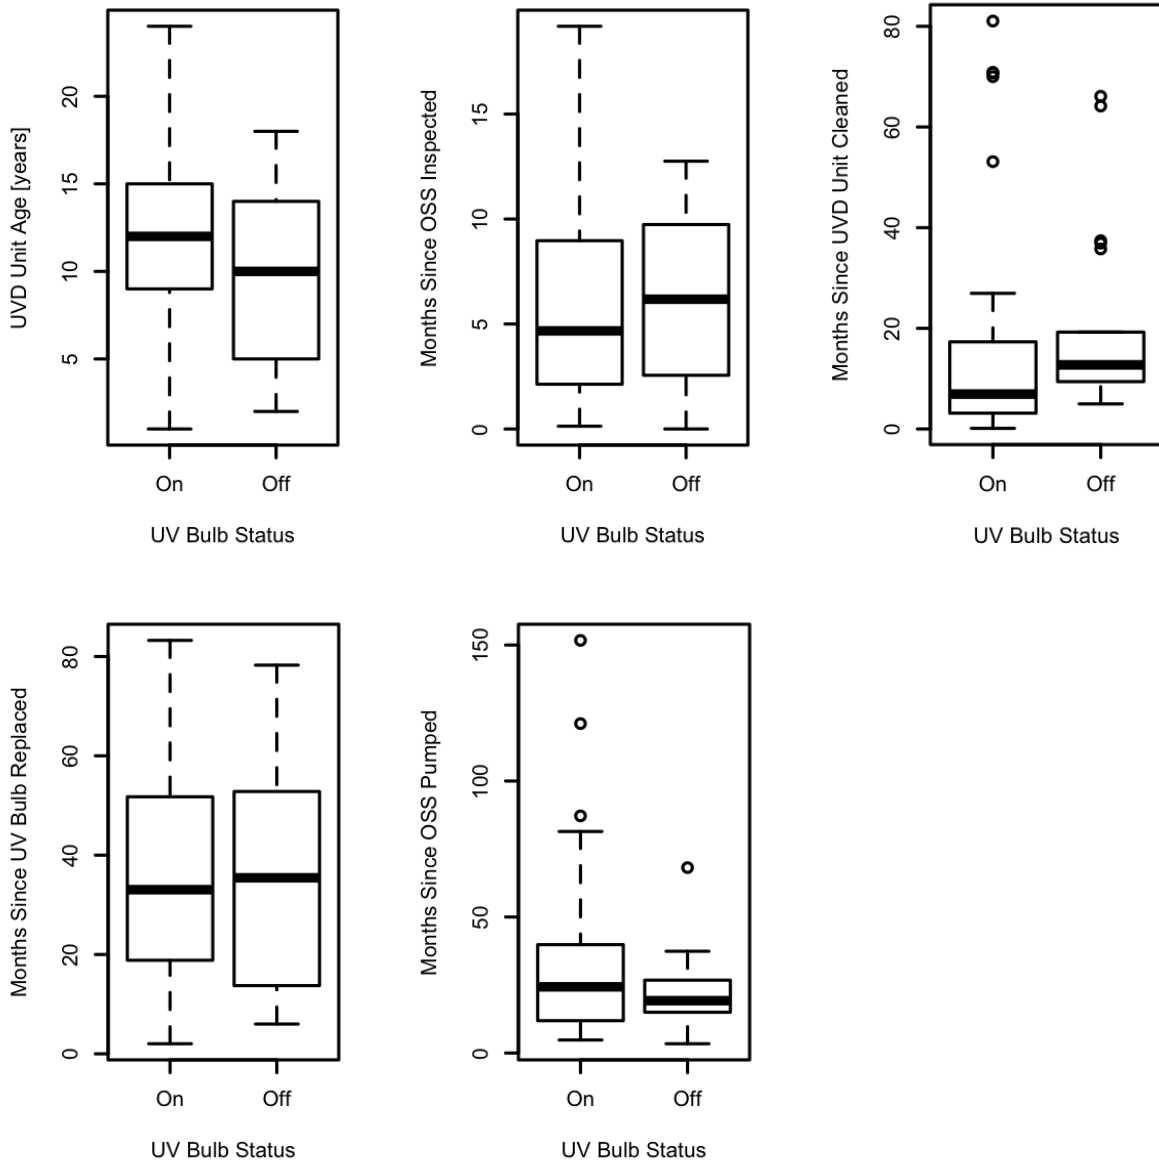 UVD Unit Age [years]
20
15
10
5
On Off
UV Bulb Status
Months Since OSS Inspected
15
10
5
0
On Off
UV Bulb Status
Months Since UVD Unit Cleaned
80
60
40
20
0
On Off
UV Bulb Status
Months Since UV Bulb Replaced
80
60
40
20
0
On Off
UV Bulb Status
Months Since OSS Pumped
150
100
50
0
On Off
UV Bulb Status